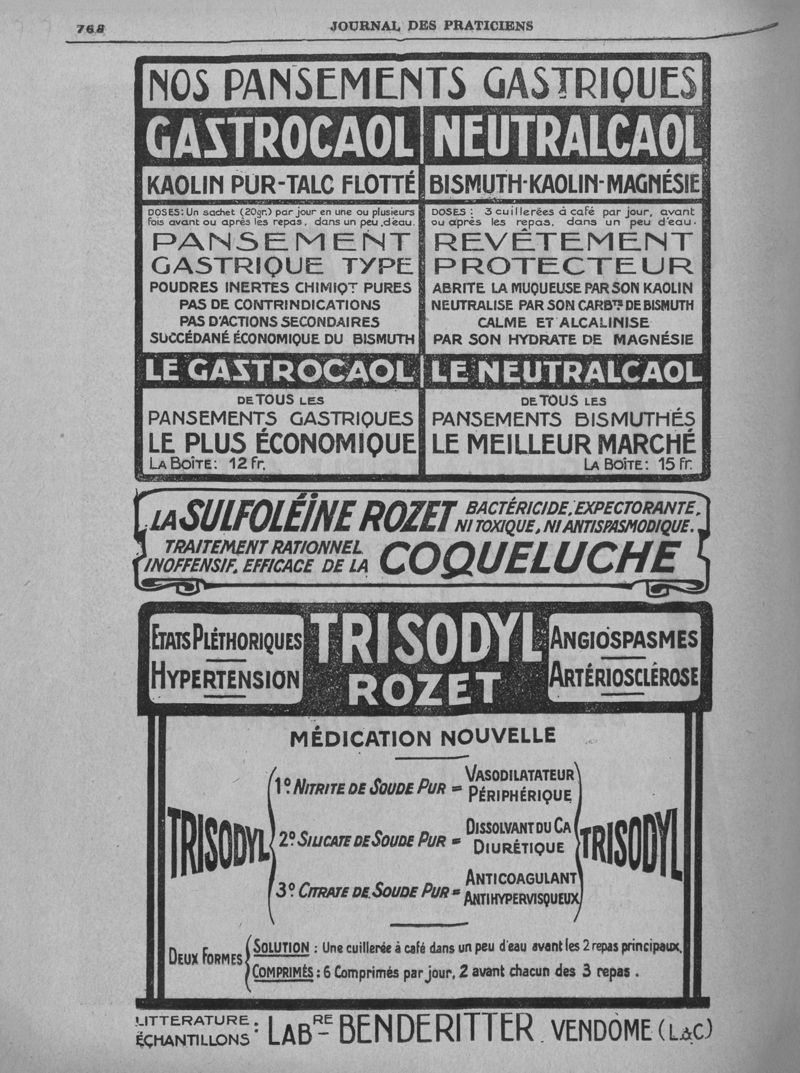 768
JOURNAL DES PRATICIENS
NOS PANSEMENTS GASTRIQUES
GASTROCAOL
KAOLIN PUR-TALC FLOTTÉ
DOSES: Un sachet (20gr.) par jour en une ou plusieurs
fois avant ou après les repas, dans un peu d'eau.
PANSEMENT
GASTRIQUE TYPE
POUDRES INERTES CHIMIQT PURES
PAS DE CONTRINDICATIONS
PAS D'ACTIONS SECONDAIRES
SUCCÉDANÉ ÉCONOMIQUE DU BISMUTH
LE GASTROCAOL
DE TOUS LES
PANSEMENTS GASTRIQUES
LE PLUS ÉCONOMIQUE
LA BOÎTE: 12 Fr.
NEUTRALCAOL
BISMUTH-KAOLIN-MAGNÉSIE
DOSES : 3 cuillerées à café par jour, avant
ou après les repas, dans un peu d'eau.
REVÊTEMENT
PROTECTEUR
ABRITE LA MUQUEUSE PAR SON KAOLIN
NEUTRALISE PAR SON CARBTE DE BISMUTH
CALME ET ALCALINISE
PAR SON HYDRATE DE MAGNÉSIE
LE NEUTRALCAOL
DE TOUS LES
PANSEMENTS BISMUTHÉS
LE MEILLEUR MARCHÉ
LA BOÎTE: 15 Fr.
LA SULFOLÉÏNE ROZET
BACTÉRICIDE, EXPECTORANTE,
NI TOXIQUE, NI ANTISPASMODIQUE.
TRAITEMENT RATIONNEL
INOFFENSIF, EFFICACE DE LA
COQUELUCHE
ETATS PLÉTHORIQUES
HYPERTENSION
TRISODYL
ROZET
ANGIOSPASMES
ARTÉRIOSCLÉROSE
MÉDICATION NOUVELLE
TRISODYL
1º NITRITE DE SOUDE PUR = VASODILATATEUR
PÉRIPHÉRIQUE
2º SILICATE DE SOUDE PUR = DISSOLVANT DU CA
DIURÉTIQUE
3º CITRATE DE SOUDE PUR = ANTICOAGULANT
ANTIHYPERVISQUEUX
TRISODYL
DEUX FORMES
SOLUTION : Une cuillerée à café dans un peu d'eau avant les 2 repas principaux.
COMPRIMÉS : 6 Comprimés par jour, 2 avant chacun des 3 repas.
LITTERATURE :
ÉCHANTILLONS :
LABRE BENDERITTER. VENDÔME (L&C)